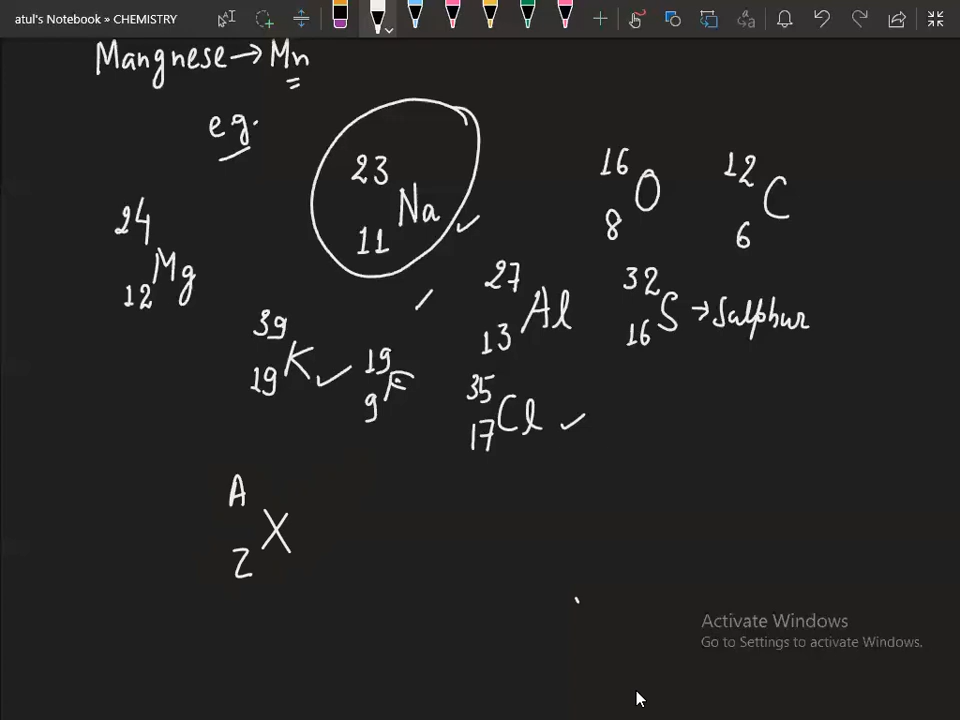 atul's Notebook » CHEMISTRY
Mangnese → Mn
eg.
23
Na
11
16
O
8
12
C
6
24
Mg
12
27
Al
13
32
S → Sulphur
16
39
K
19
19
F
9
35
Cl
17
A
X
Z
Activate Windows
Go to Settings to activate Windows.